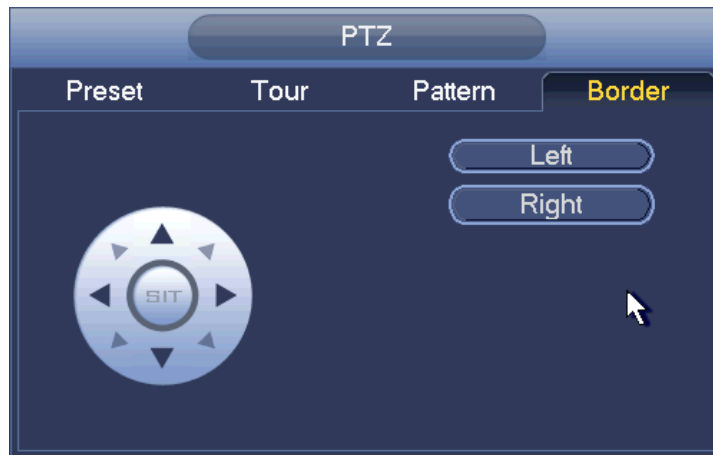 PTZ
Preset Tour Pattern Border
Left
Right
SIT